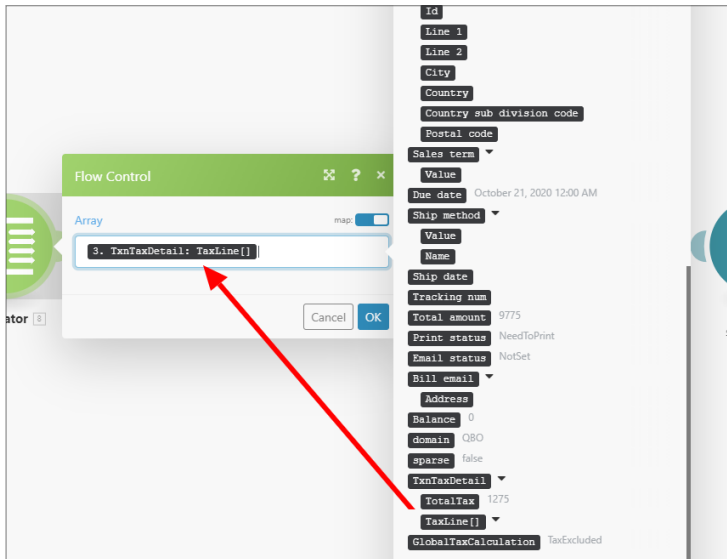 Flow Control
?
Array
map:
3. TxnTaxDetail: TaxLine[]
Cancel
OK
ator
Id
Line 1
Line 2
City
Country
Country sub division code
Postal code
Sales term
Value
Due date October 21, 2020 12:00 AM
Ship method
Value
Name
Ship date
Tracking num
Total amount 9775
Print status NeedToPrint
Email status NotSet
Bill email
Address
Balance 0
domain QBO
sparse false
TxnTaxDetail
TotalTax 1275
TaxLine[]
GlobalTaxCalculation TaxExcluded